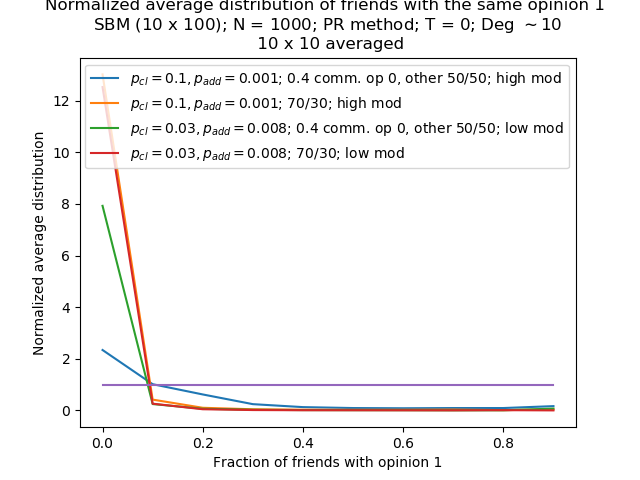 Normalized average distribution of friends with the same opinion 1
SBM (10 x 100); N = 1000; PR method; T = 0; Deg ∼10
10 x 10 averaged
p_cl = 0.1, p_add = 0.001; 0.4 comm. op 0, other 50/50; high mod
p_cl = 0.1, p_add = 0.001; 70/30; high mod
p_cl = 0.03, p_add = 0.008; 0.4 comm. op 0, other 50/50; low mod
p_cl = 0.03, p_add = 0.008; 70/30; low mod
Normalized average distribution
12
10
8
6
4
2
0
0.0 0.2 0.4 0.6 0.8
Fraction of friends with opinion 1